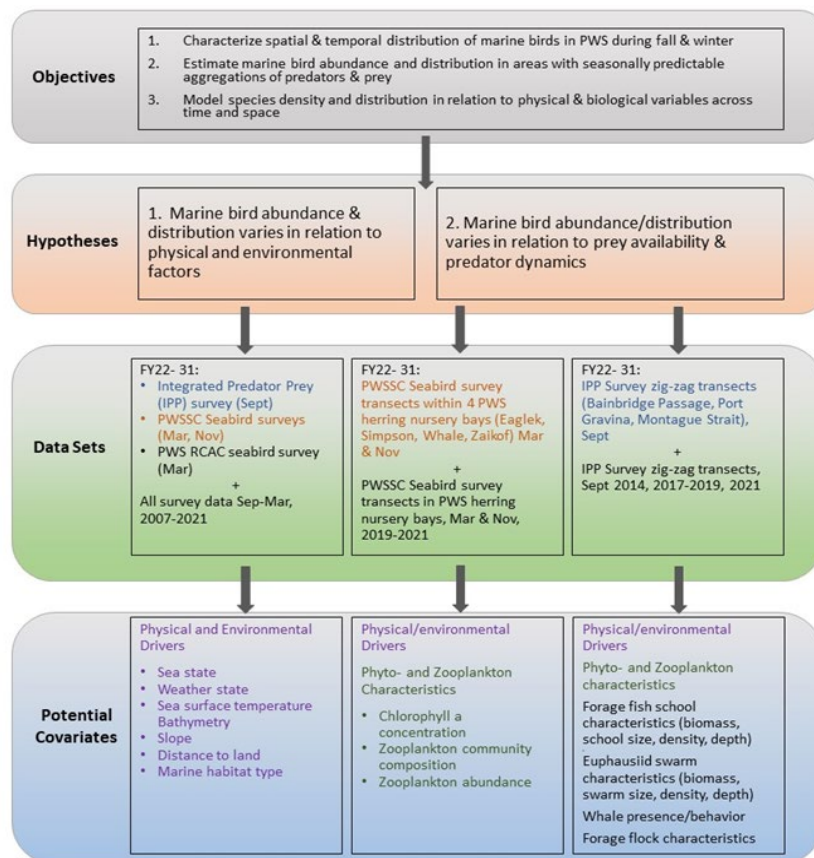 Objectives
1. Characterize spatial & temporal distribution of marine birds in PWS during fall & winter
2. Estimate marine bird abundance and distribution in areas with seasonally predictable
aggregations of predators & prey
3. Model species density and distribution in relation to physical & biological variables across
time and space
Hypotheses
1. Marine bird abundance &
distribution varies in relation to
physical and environmental
factors
2. Marine bird abundance/distribution
varies in relation to prey availability &
predator dynamics
Data Sets
FY22- 31:
• Integrated Predator Prey
(IPP) survey (Sept)
• PWSSC Seabird surveys
(Mar, Nov)
• PWS RCAC seabird survey
(Mar)
+
All survey data Sep-Mar,
2007-2021
FY22- 31:
PWSSC Seabird survey
transects within 4 PWS
herring nursery bays (Eaglek,
Simpson, Whale, Zaikof) Mar
& Nov
+
PWSSC Seabird survey
transects in PWS herring
nursery bays, Mar & Nov,
2019-2021
FY22- 31:
IPP Survey zig-zag transects
(Bainbridge Passage, Port
Gravina, Montague Strait),
Sept
+
IPP Survey zig-zag transects,
Sept 2014, 2017-2019, 2021
Potential
Covariates
Physical and Environmental
Drivers
• Sea state
• Weather state
• Sea surface temperature
Bathymetry
• Slope
• Distance to land
• Marine habitat type
Physical/environmental
Drivers
Phyto- and Zooplankton
Characteristics
• Chlorophyll a
concentration
• Zooplankton community
composition
• Zooplankton abundance
Physical/environmental
Drivers
Phyto- and Zooplankton
characteristics
Forage fish school
characteristics (biomass,
school size, density, depth)
Euphausiid swarm
characteristics (biomass,
swarm size, density, depth)
Whale presence/behavior
Forage flock characteristics